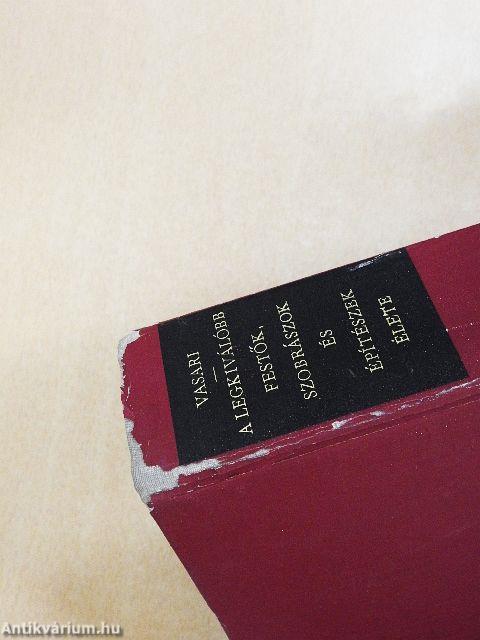 VASARI
A LEGKIVÁLÓBB
FESTŐK,
SZOBRÁSZOK
ÉS
ÉPÍTÉSZEK
ÉLETE
Antikvárium.hu